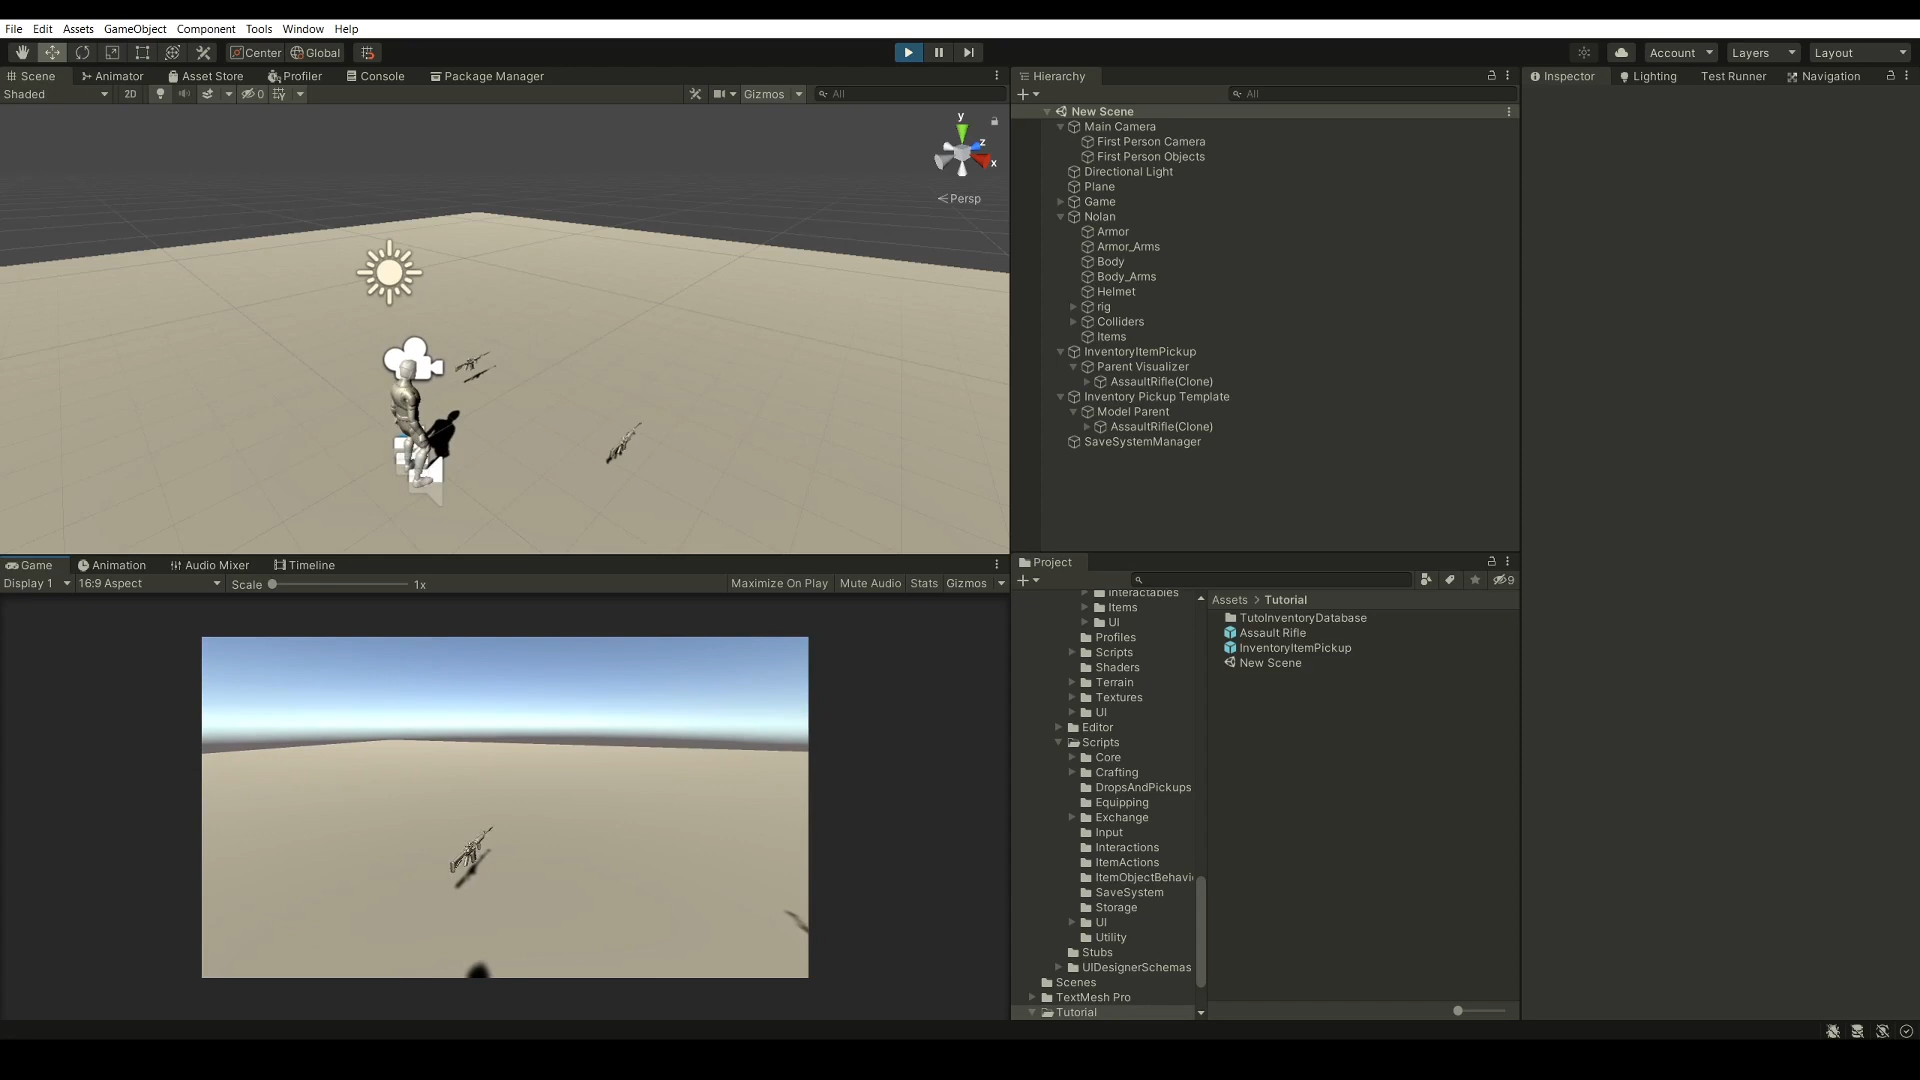 File Edit Assets GameObject Component Tools Window Help
Center Global Account Layers Layout
Scene Animator Asset Store Profiler Console Package Manager
Shaded 2D 0 Gizmos All
y
z
x
Persp
Hierarchy
All
New Scene
Main Camera
First Person Camera
First Person Objects
Directional Light
Plane
Game
Nolan
Armor
Armor_Arms
Body
Body_Arms
Helmet
rig
Colliders
Items
InventoryItemPickup
Parent Visualizer
AssaultRifle(Clone)
Inventory Pickup Template
Model Parent
AssaultRifle(Clone)
SaveSystemManager
Inspector Lighting Test Runner Navigation
Game Animation Audio Mixer Timeline
Display 1 16:9 Aspect Scale 1x Maximize On Play Mute Audio Stats Gizmos
Project
9
Interactables
Items
UI
Profiles
Scripts
Shaders
Terrain
Textures
UI
Editor
Scripts
Core
Crafting
DropsAndPickups
Equipping
Exchange
Input
Interactions
ItemActions
ItemObjectBehavi
SaveSystem
Storage
UI
Utility
Stubs
UIDesignerSchemas
Scenes
TextMesh Pro
Tutorial
Assets > Tutorial
TutoInventoryDatabase
Assault Rifle
InventoryItemPickup
New Scene